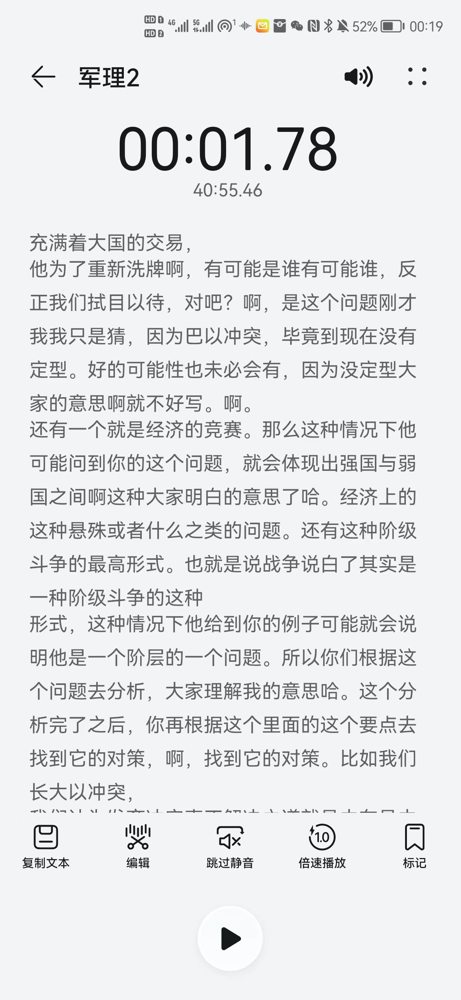 HD 1 4G 5G 1 52% 00:19
HD 2
军理2
00:01.78
40:55.46
充满着大国的交易，
他为了重新洗牌啊，有可能是谁有可能谁，反
正我们拭目以待，对吧？啊，是这个问题刚才
我我只是猜，因为巴以冲突，毕竟到现在没有
定型。好的可能性也未必会有，因为没定型大
家的意思啊就不好写。啊。
还有一个就是经济的竞赛。那么这种情况下他
可能问到你的这个问题，就会体现出强国与弱
国之间啊这种大家明白的意思了哈。经济上的
这种悬殊或者什么之类的问题。还有这种阶级
斗争的最高形式。也就是说战争说白了其实是
一种阶级斗争的这种
形式，这种情况下他给到你的例子可能就会说
明他是一个阶层的一个问题。所以你们根据这
个问题去分析，大家理解我的意思哈。这个分
析完了之后，你再根据这个里面的这个要点去
找到它的对策，啊，找到它的对策。比如我们
长大以冲突，
1.0
复制文本 编辑 跳过静音 倍速播放 标记